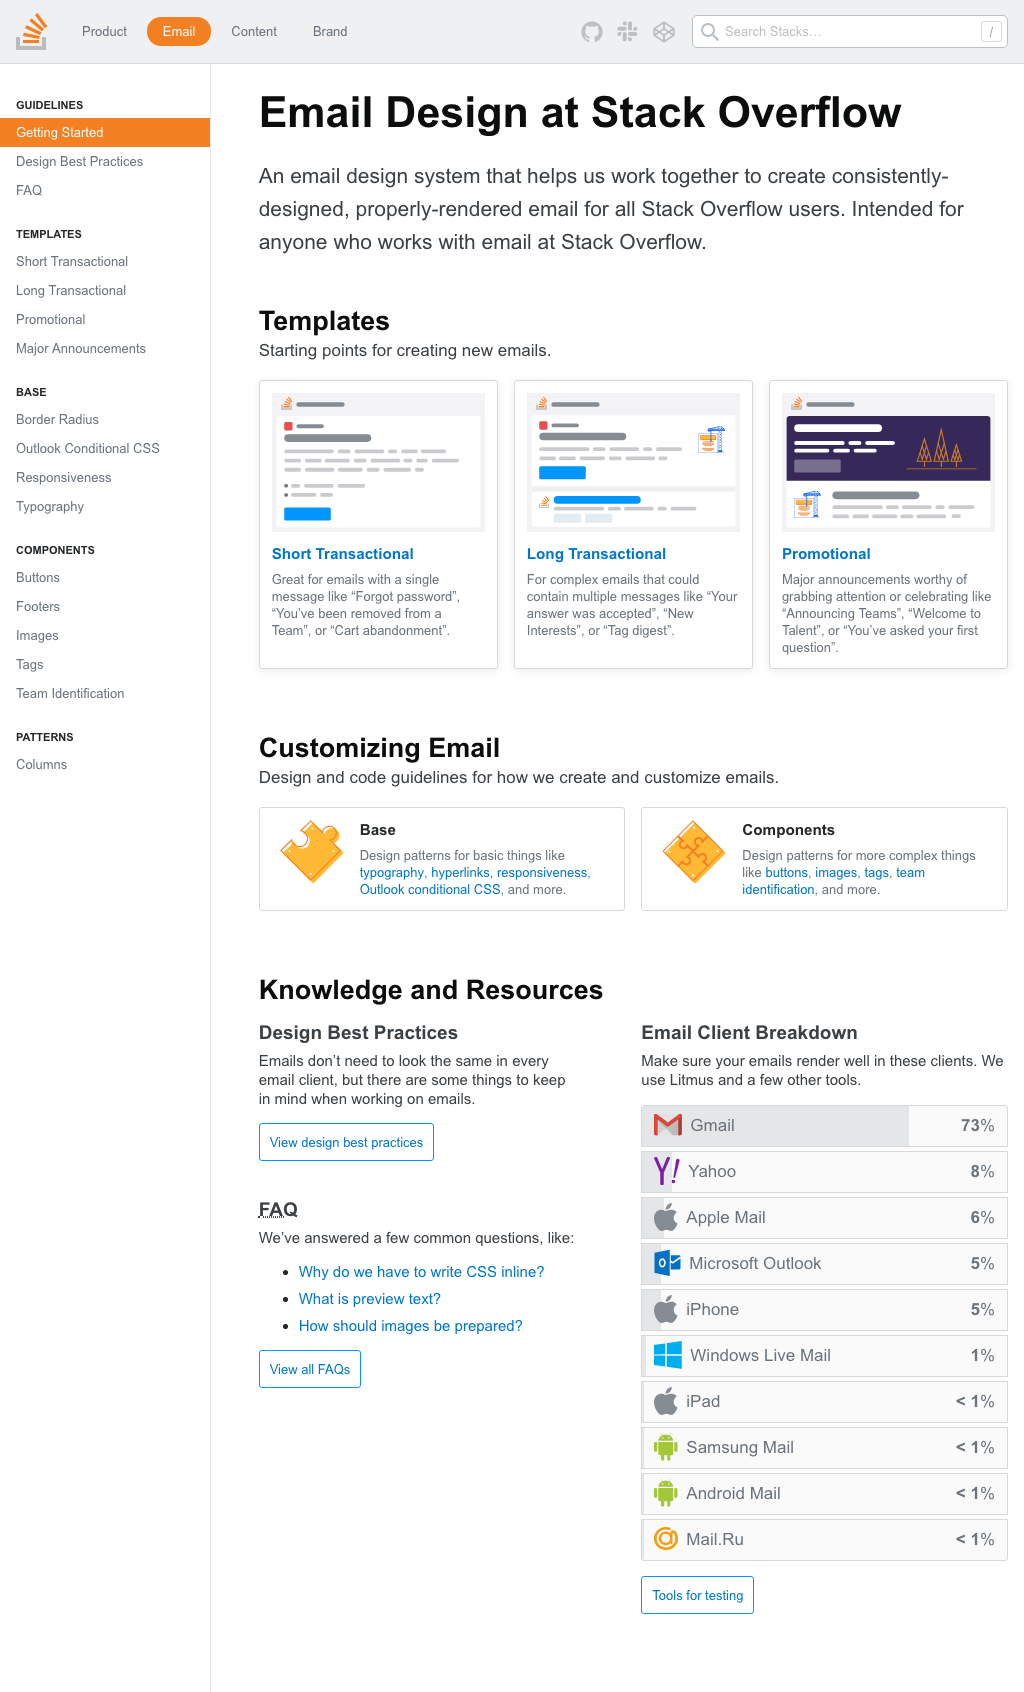 Product
Email
Content
Brand
Search Stacks...
/
GUIDELINES
Getting Started
Design Best Practices
FAQ
TEMPLATES
Short Transactional
Long Transactional
Promotional
Major Announcements
BASE
Border Radius
Outlook Conditional CSS
Responsiveness
Typography
COMPONENTS
Buttons
Footers
Images
Tags
Team Identification
PATTERNS
Columns
Email Design at Stack Overflow
An email design system that helps us work together to create consistently-
designed, properly-rendered email for all Stack Overflow users. Intended for
anyone who works with email at Stack Overflow.
Templates
Starting points for creating new emails.
Short Transactional
Great for emails with a single
message like “Forgot password”,
“You’ve been removed from a
Team”, or “Cart abandonment”.
Long Transactional
For complex emails that could
contain multiple messages like “Your
answer was accepted”, “New
Interests”, or “Tag digest”.
Promotional
Major announcements worthy of
grabbing attention or celebrating like
“Announcing Teams”, “Welcome to
Talent”, or “You’ve asked your first
question”.
Customizing Email
Design and code guidelines for how we create and customize emails.
Base
Design patterns for basic things like
typography, hyperlinks, responsiveness,
Outlook conditional CSS, and more.
Components
Design patterns for more complex things
like buttons, images, tags, team
identification, and more.
Knowledge and Resources
Design Best Practices
Emails don’t need to look the same in every
email client, but there are some things to keep
in mind when working on emails.
View design best practices
FAQ
We’ve answered a few common questions, like:
Why do we have to write CSS inline?
What is preview text?
How should images be prepared?
View all FAQs
Email Client Breakdown
Make sure your emails render well in these clients. We
use Litmus and a few other tools.
Gmail 73%
Yahoo 8%
Apple Mail 6%
Microsoft Outlook 5%
iPhone 5%
Windows Live Mail 1%
iPad < 1%
Samsung Mail < 1%
Android Mail < 1%
Mail.Ru < 1%
Tools for testing